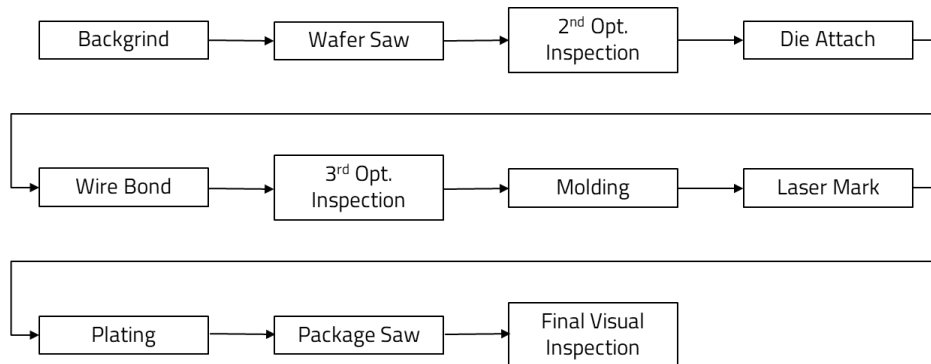 Backgrind
Wafer Saw
2nd Opt.
Inspection
Die Attach
Wire Bond
3rd Opt.
Inspection
Molding
Laser Mark
Plating
Package Saw
Final Visual
Inspection